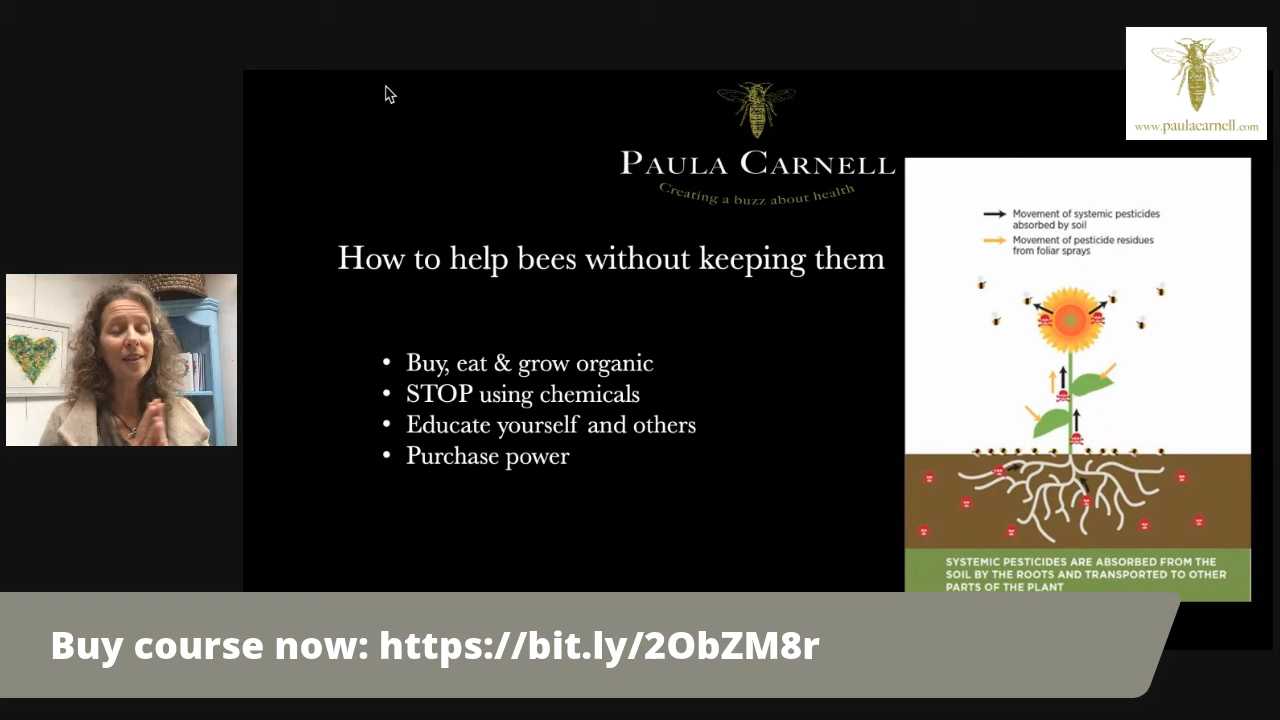 www.paulacarnell.com
PAULA CARNELL
Creating a buzz about health
How to help bees without keeping them
• Buy, eat & grow organic
• STOP using chemicals
• Educate yourself and others
• Purchase power
Movement of systemic pesticides
absorbed by soil
Movement of pesticide residues
from foliar sprays
SYSTEMIC PESTICIDES ARE ABSORBED FROM THE
SOIL BY THE ROOTS AND TRANSPORTED TO OTHER
PARTS OF THE PLANT
Buy course now: https://bit.ly/2ObZM8r